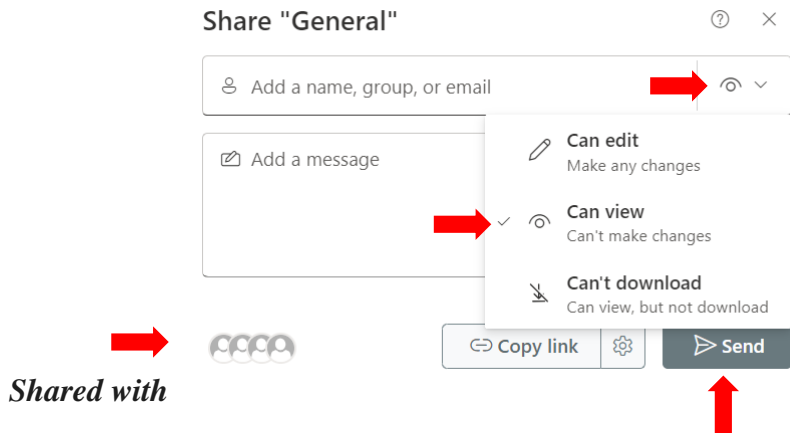 Share "General"
Add a name, group, or email
Add a message
Can edit
Make any changes
Can view
Can't make changes
Can't download
Can view, but not download
Copy link
Send
Shared with